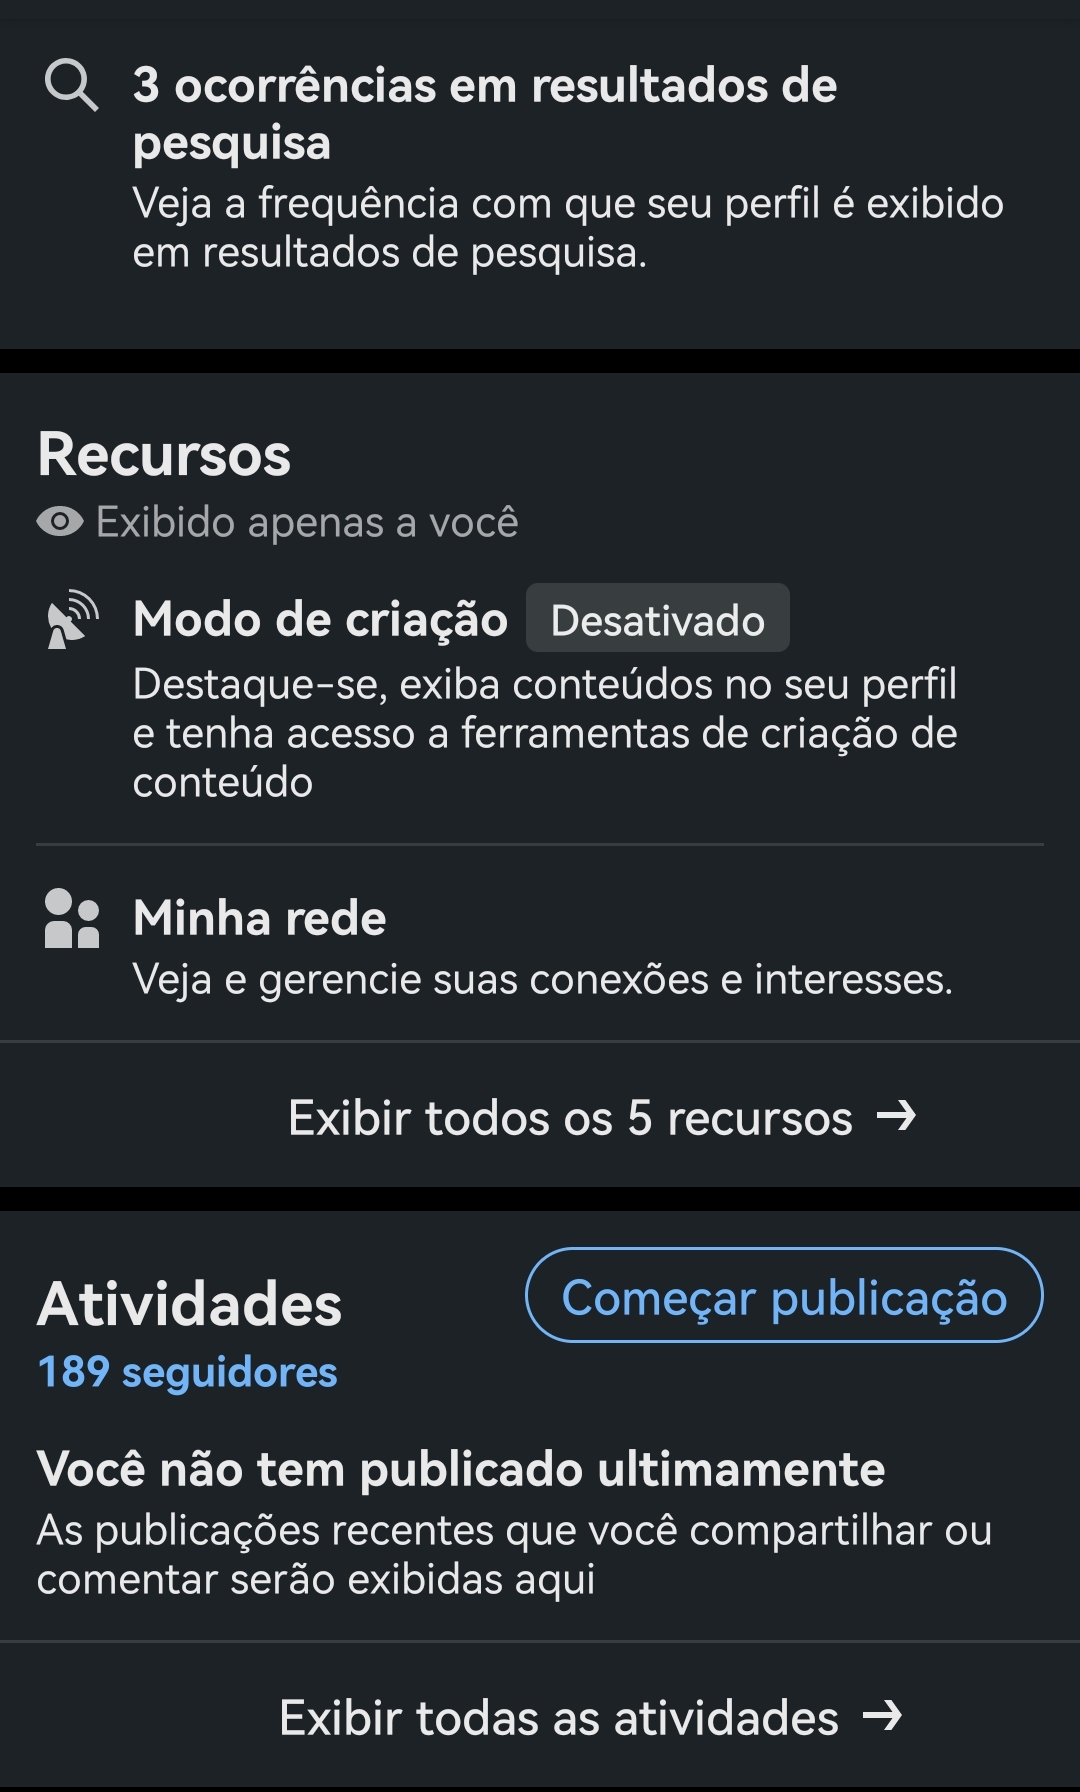 3 ocorrências em resultados de
pesquisa
Veja a frequência com que seu perfil é exibido
em resultados de pesquisa.
Recursos
Exibido apenas a você
Modo de criação Desativado
Destaque-se, exiba conteúdos no seu perfil
e tenha acesso a ferramentas de criação de
conteúdo
Minha rede
Veja e gerencie suas conexões e interesses.
Exibir todos os 5 recursos →
Atividades
Começar publicação
189 seguidores
Você não tem publicado ultimamente
As publicações recentes que você compartilhar ou
comentar serão exibidas aqui
Exibir todas as atividades →